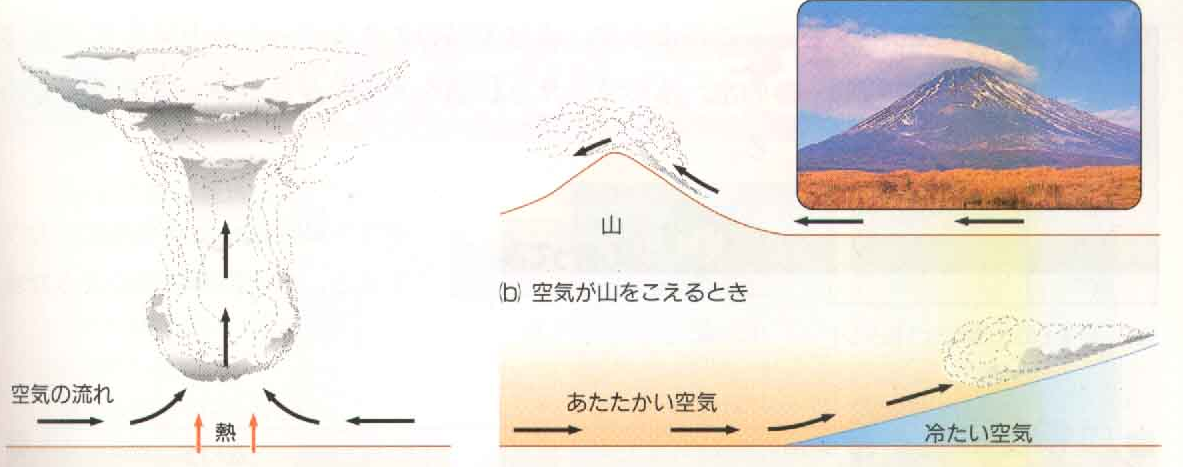 空気の流れ
熱
山
(b) 空気が山をこえるとき
あたたかい空気
冷たい空気